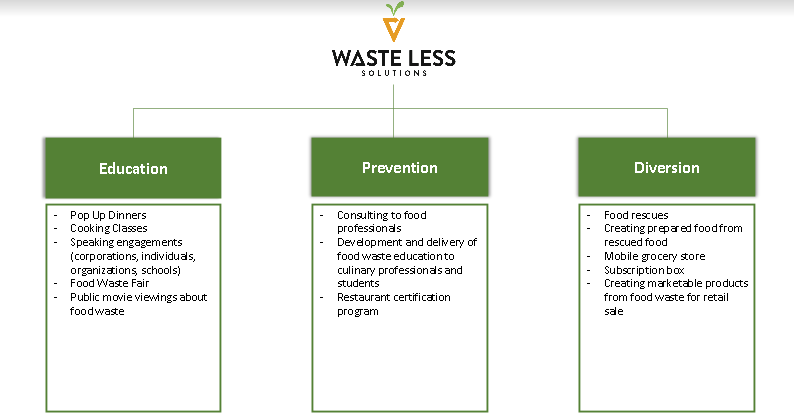 WASTE LESS
SOLUTIONS
Education
- Pop Up Dinners
- Cooking Classes
- Speaking engagements
(corporations, individuals,
organizations, schools)
- Food Waste Fair
- Public movie viewings about
food waste
Prevention
- Consulting to food
professionals
- Development and delivery of
food waste education to
culinary professionals and
students
- Restaurant certification
program
Diversion
- Food rescues
- Creating prepared food from
rescued food
- Mobile grocery store
- Subscription box
- Creating marketable products
from food waste for retail
sale